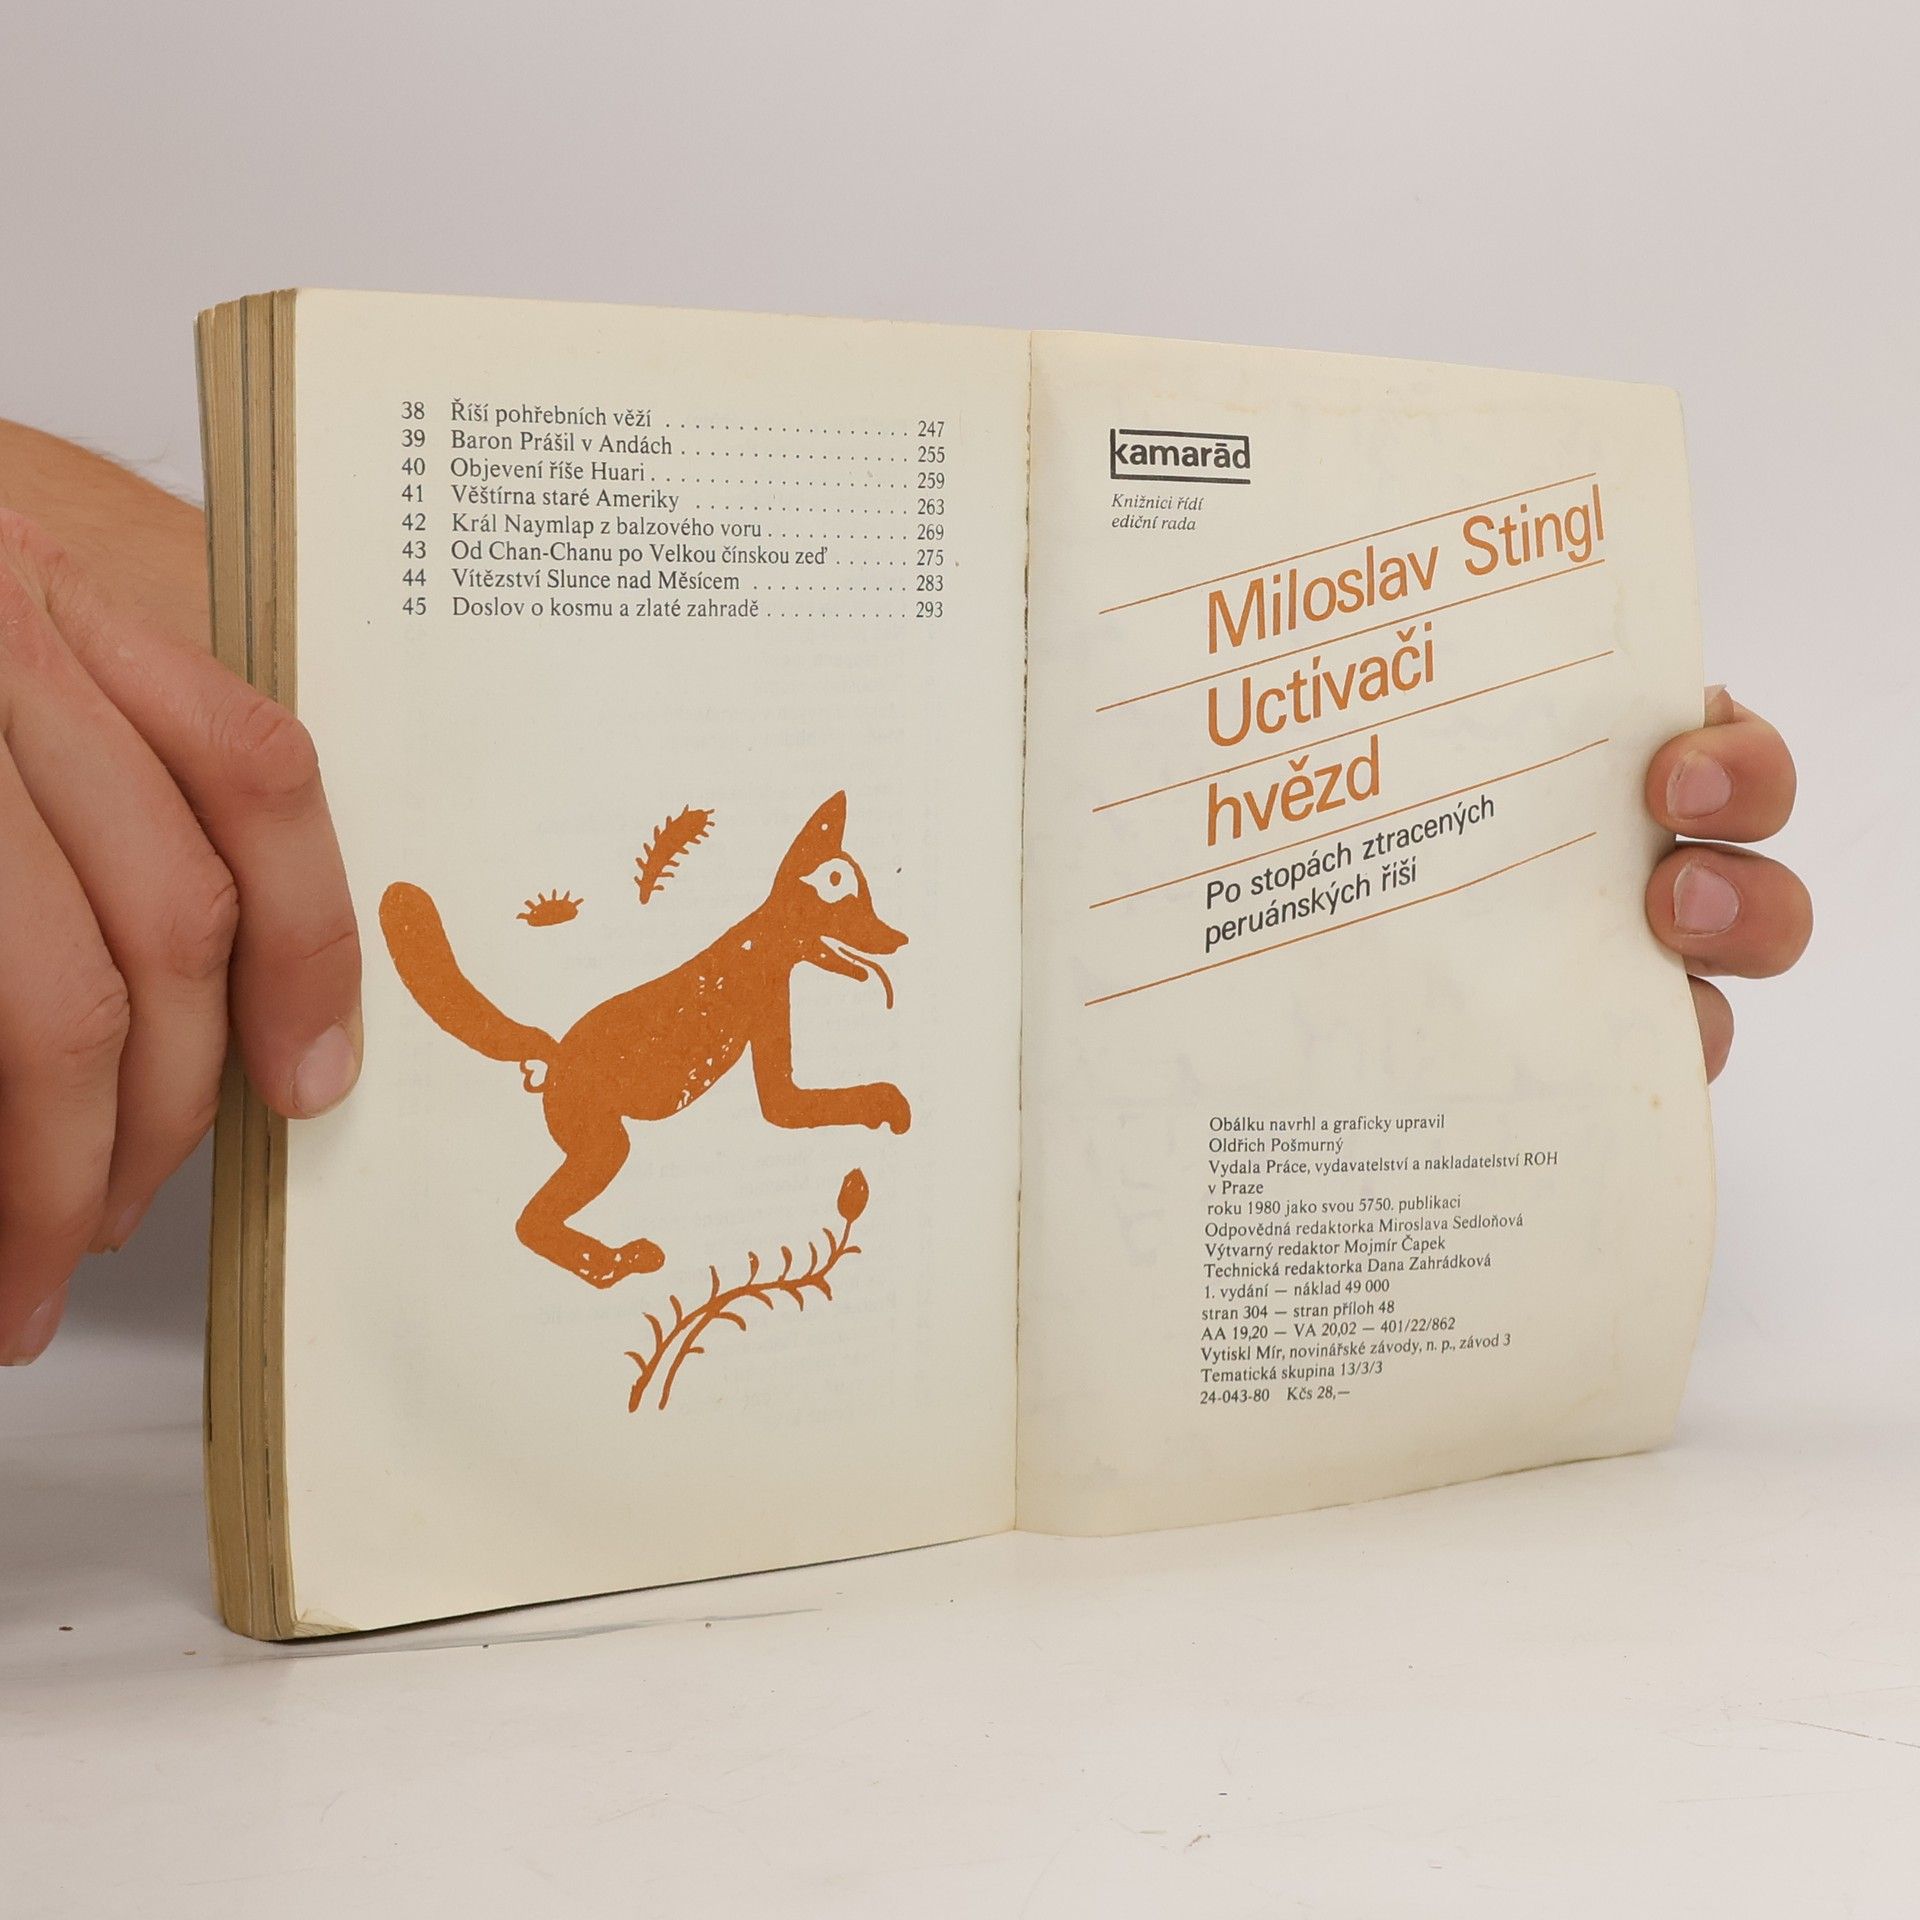 38 Říší pohřebních věží . . . . . . . . . . . . . . . . . . . 247
39 Baron Prášil v Andách . . . . . . . . . . . . . . . . . 255
40 Objevení říše Huari . . . . . . . . . . . . . . . . . . . . 259
41 Věštírna staré Ameriky . . . . . . . . . . . . . . . . . 263
42 Král Naymlap z balzového voru . . . . . . . . . . . 269
43 Od Chan-Chanu po Velkou čínskou zeď . . . . . . 275
44 Vítězství Slunce nad Měsícem . . . . . . . . . . . . 283
45 Doslov o kosmu a zlaté zahradě . . . . . . . . . . . 293
kamarād
Knižnici řídí
ediční rada
Miloslav Stingl
Uctívači
hvězd
Po stopách ztracených
peruánských říší
Obálku navrhl a graficky upravil
Oldřich Pošmurný
Vydala Práce, vydavatelství a nakladatelství ROH
v Praze
roku 1980 jako svou 5750. publikaci
Odpovědná redaktorka Miroslava Sedloňová
Výtvarný redaktor Mojmír Čapek
Technická redaktorka Dana Zahrádková
1. vydání — náklad 49 000
stran 304 — stran příloh 48
AA 19,20 — VA 20,02 — 401/22/862
Vytiskl Mír, novinářské závody, n. p., závod 3
Tematická skupina 13/3/3
24-043-80 Kčs 28,—